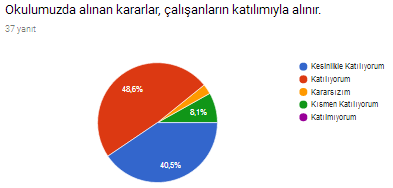 Okulumuzda alınan kararlar, çalışanların katılımıyla alınır.
37 yanıt
Kesinlikle Katılıyorum
Katılıyorum
Kararsızım
Kısmen Katılıyorum
Katılmıyorum
48,6%
8,1%
40,5%